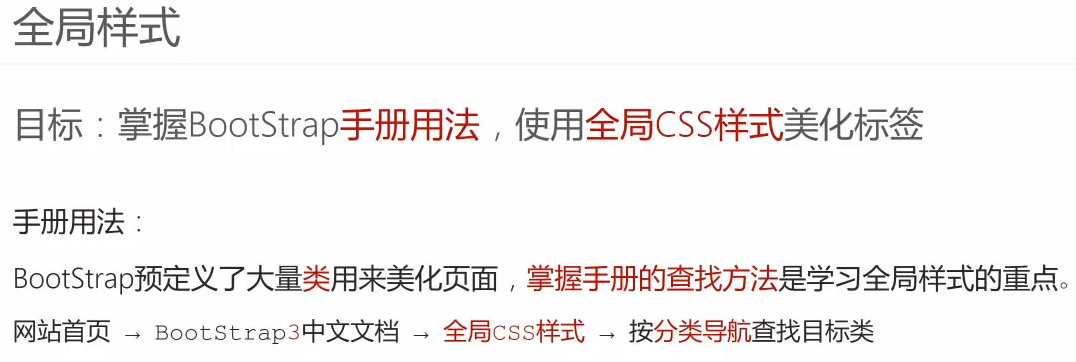 全局样式
目标：掌握BootStrap手册用法，使用全局CSS样式美化标签
手册用法：
BootStrap预定义了大量类用来美化页面，掌握手册的查找方法是学习全局样式的重点。
网站首页 → BootStrap3中文文档 → 全局CSS样式 → 按分类导航查找目标类